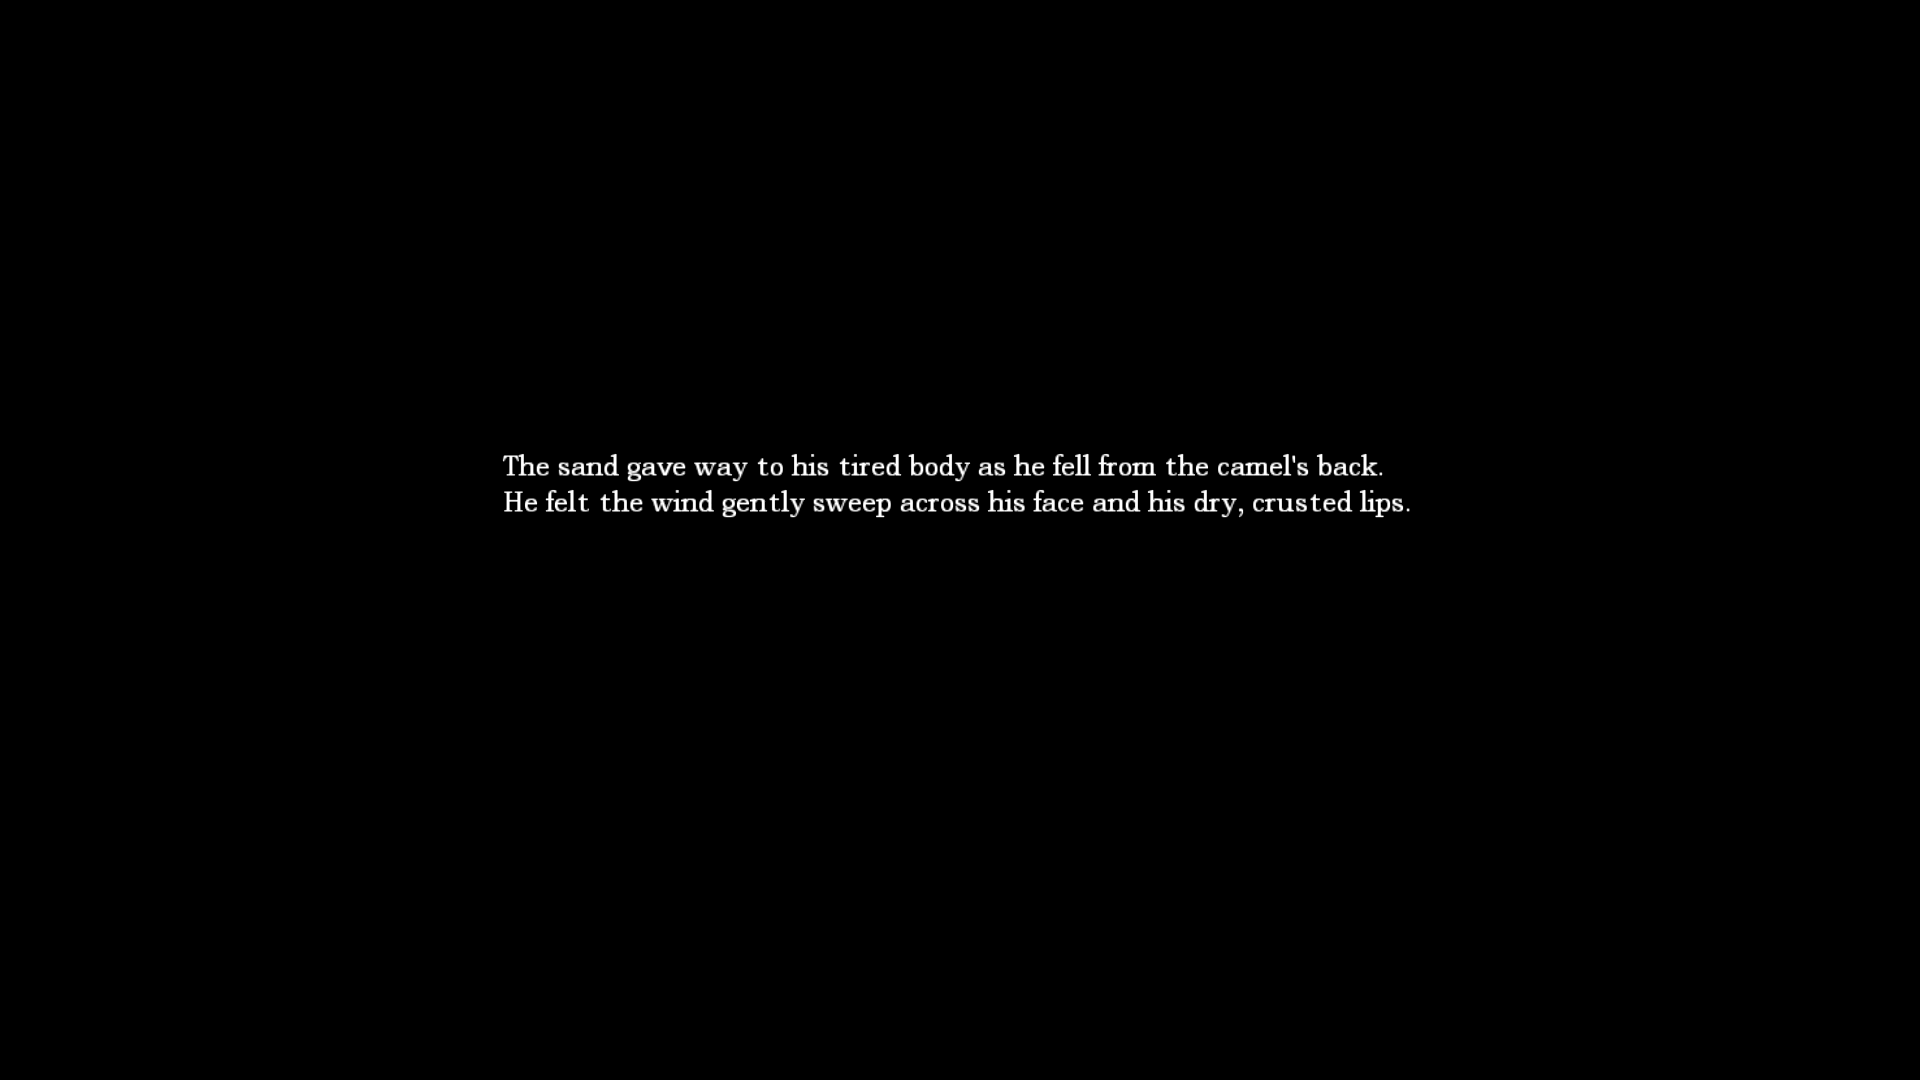 The sand gave way to his tired body as he fell from the camel's back.
He felt the wind gently sweep across his face and his dry, crusted lips.